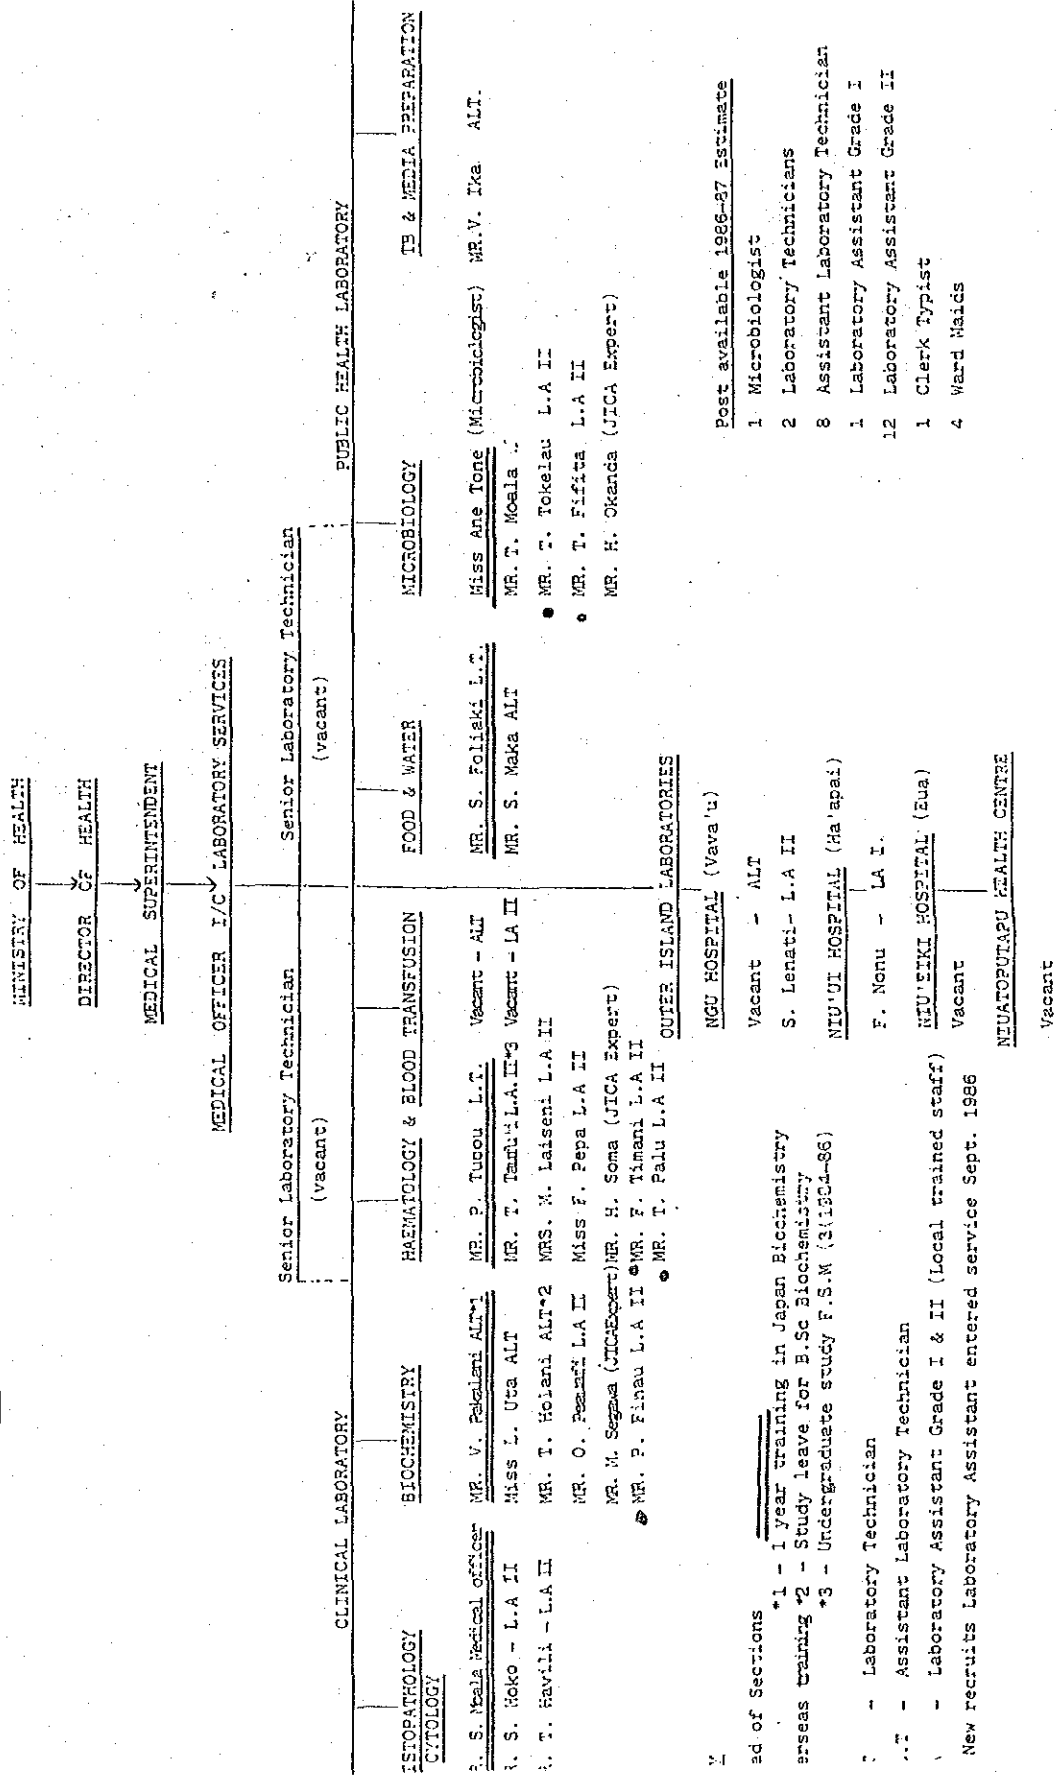 MINISTRY OF HEALTH
DIRECTOR OF HEALTH
MEDICAL SUPERINTENDENT
MEDICAL OFFICER I/C LABORATORY SERVICES
Senior Laboratory Technician
(vacant)
Senior Laboratory Technician
(vacant)
CLINICAL LABORATORY
PUBLIC HEALTH LABORATORY
ISTOPATHOLOGY
CYTOLOGY
R. S. Moala Medical officer
R. S. Hoko - L.A II
R. T. Havili - L.A II
BIOCHEMISTRY
MR. V. Pakalani ALT*1
Miss L. Uta ALT
MR. T. Holani ALT*2
MR. O. L.A II
MR. M. Segawa (JICA Expert)
MR. P. Finau L.A II
HAEMATOLOGY & BLOOD TRANSFUSION
MR. P. Tupou L.T. Vacant - ALT
MR. T. L.A.II*3 Vacant - LA II
MRS. M. Laiseni L.A II
Miss F. Pepa L.A II
MR. H. Soma (JICA Expert)
MR. F. Timani L.A II
MR. T. Palu L.A II
FOOD & WATER
MR. S. Foliaki L.T.
MR. S. Maka ALT
MICROBIOLOGY
Miss Ane Tone (Microbiologist)
MR. T. Moala
MR. T. Tokelau L.A II
MR. T. Fifita L.A II
MR. H. Okanda (JICA Expert)
TB & MEDIA PREPARATION
MR.V. Ika ALT.
OUTER ISLAND LABORATORIES
NGU HOSPITAL (Vava'u)
Vacant - ALT
S. Lenati- L.A II
NIU'UI HOSPITAL (Ha'apai)
F. Nonu - LA I.
NIU'EIKI HOSPITAL (Eua)
Vacant
NIUATOPUTAPU HEALTH CENTRE
Vacant
Post available 1986-87 Estimate
1 Microbiologist
2 Laboratory Technicians
8 Assistant Laboratory Technician
1 Laboratory Assistant Grade I
12 Laboratory Assistant Grade II
1 Clerk Typist
4 Ward Maids
Y
ad of Sections
*1 - 1 year training in Japan Biochemistry
erseas training *2 - Study leave for B.Sc Biochemistry
*3 - Undergraduate study F.S.M
- Laboratory Technician
.T - Assistant Laboratory Technician
- Laboratory Assistant Grade I & II (Local trained staff)
New recruits Laboratory Assistant entered service Sept. 1986